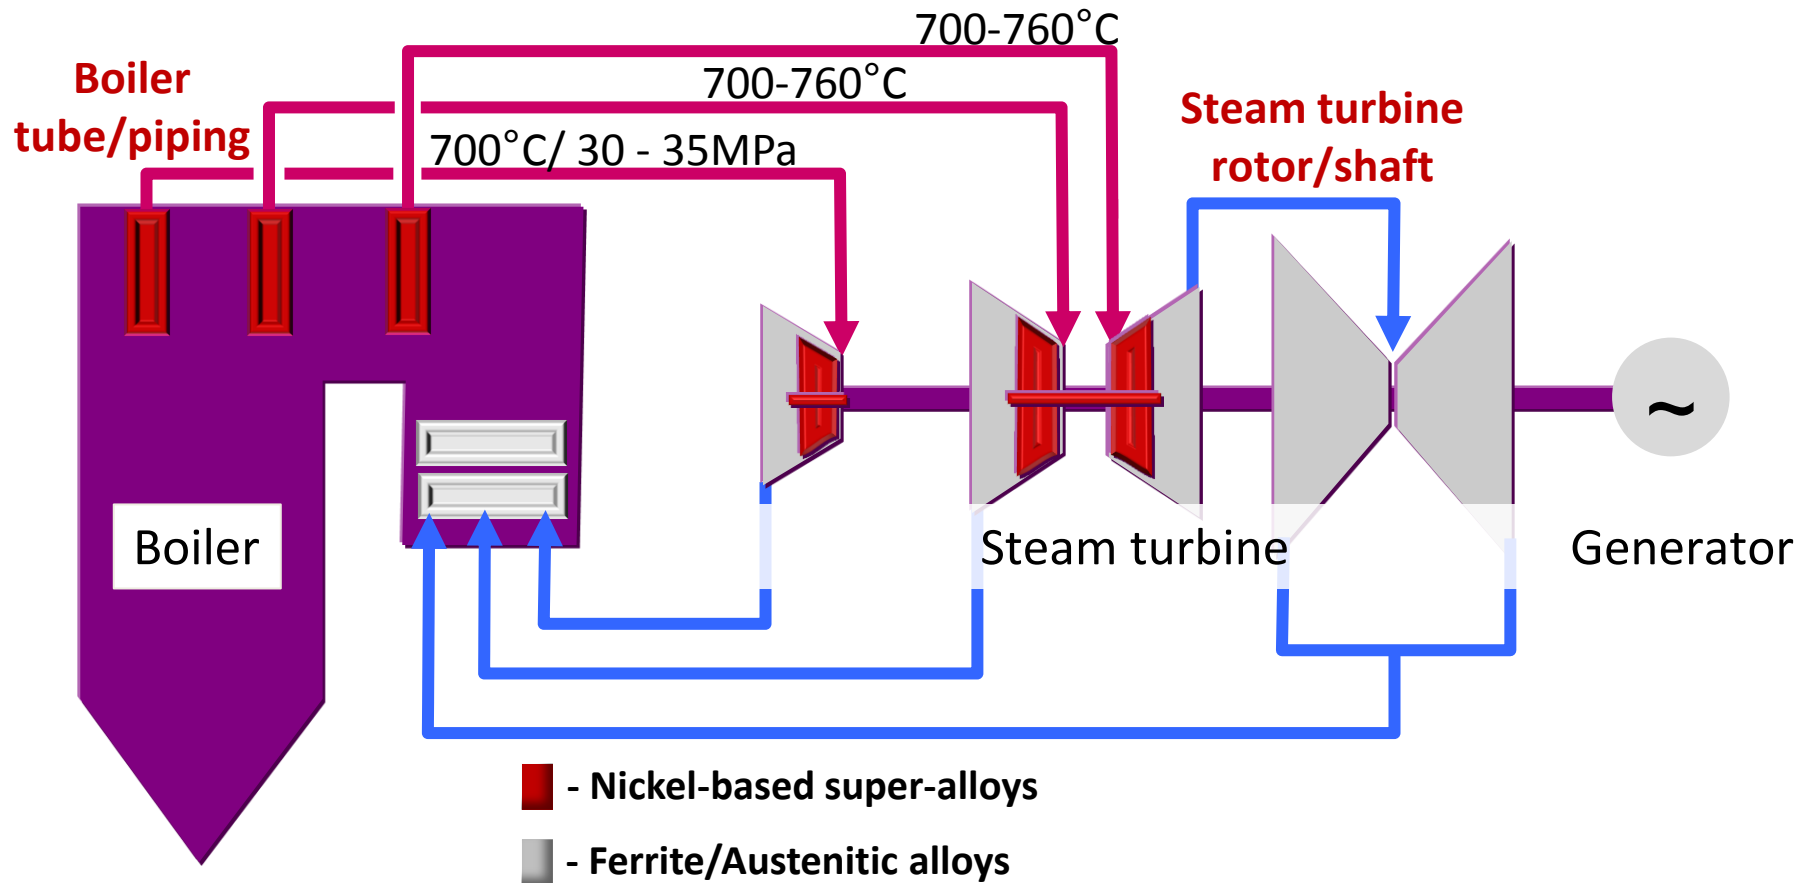 700-760°C
700-760°C
Boiler
tube/piping
700°C/ 30 - 35MPa
Steam turbine
rotor/shaft
~
Boiler
Steam turbine
Generator
- Nickel-based super-alloys
- Ferrite/Austenitic alloys